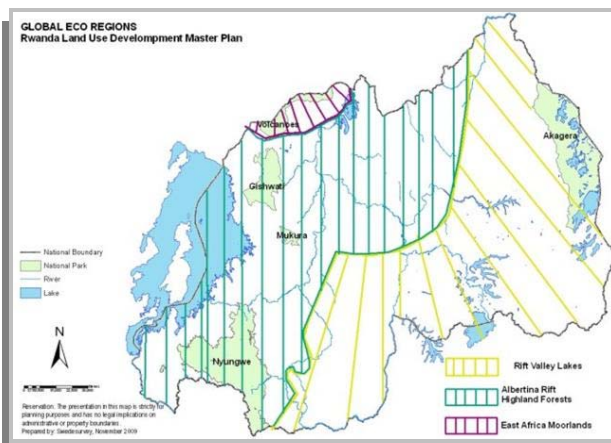 GLOBAL ECO REGIONS
Rwanda Land Use Develompment Master Plan
Volcanoes
Akagera
Gishwati
Mukura
National Boundary
National Park
River
Lake
N
Nyungwe
Rift Valley Lakes
Albertina Rift
Highland Forests
East Africa Moorlands
Reservation. The presentation in this map is strictly for
planning purposes and has no legal implications on
administrative or property boundaries.
Prepared by: Swedesurvey, November 2009